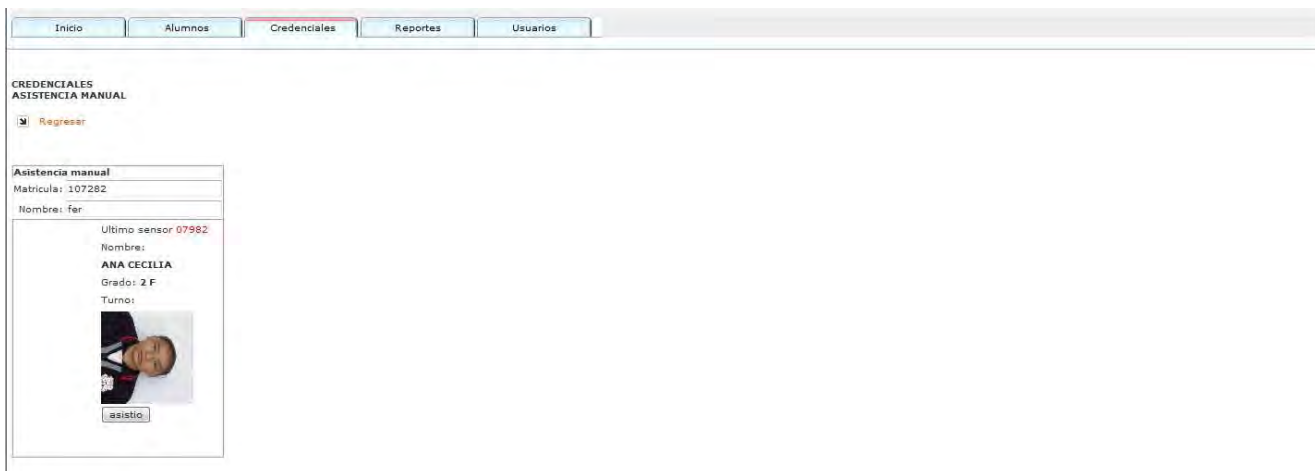 Inicio Alumnos Credenciales Reportes Usuarios
CREDENCIALES
ASISTENCIA MANUAL
Regresar
Asistencia manual
Matricula: 107282
Nombre: fer
Ultimo sensor 07982
Nombre:
ANA CECILIA
Grado: 2 F
Turno:
asistio